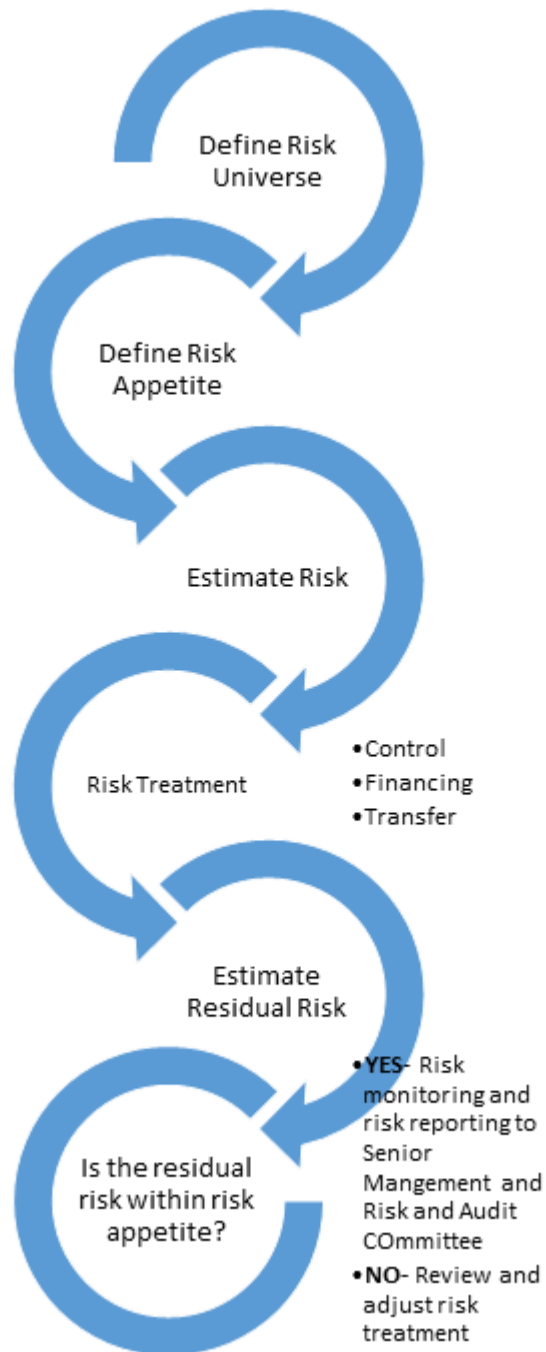 Define Risk
Universe
Define Risk
Appetite
Estimate Risk
Risk Treatment
•Control
•Financing
•Transfer
Estimate
Residual Risk
Is the residual
risk within risk
appetite?
•YES- Risk
monitoring and
risk reporting to
Senior
Mangement and
Risk and Audit
COmmittee
•NO- Review and
adjust risk
treatment